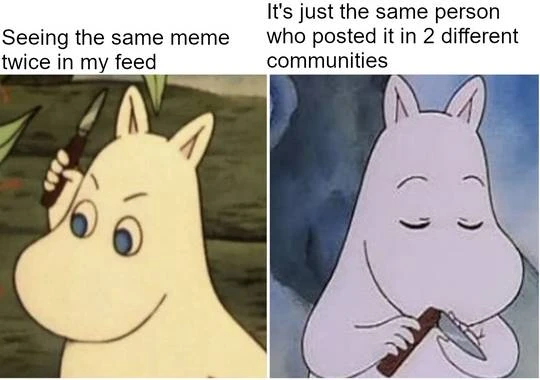 Seeing the same meme
twice in my feed
It's just the same person
who posted it in 2 different
communities